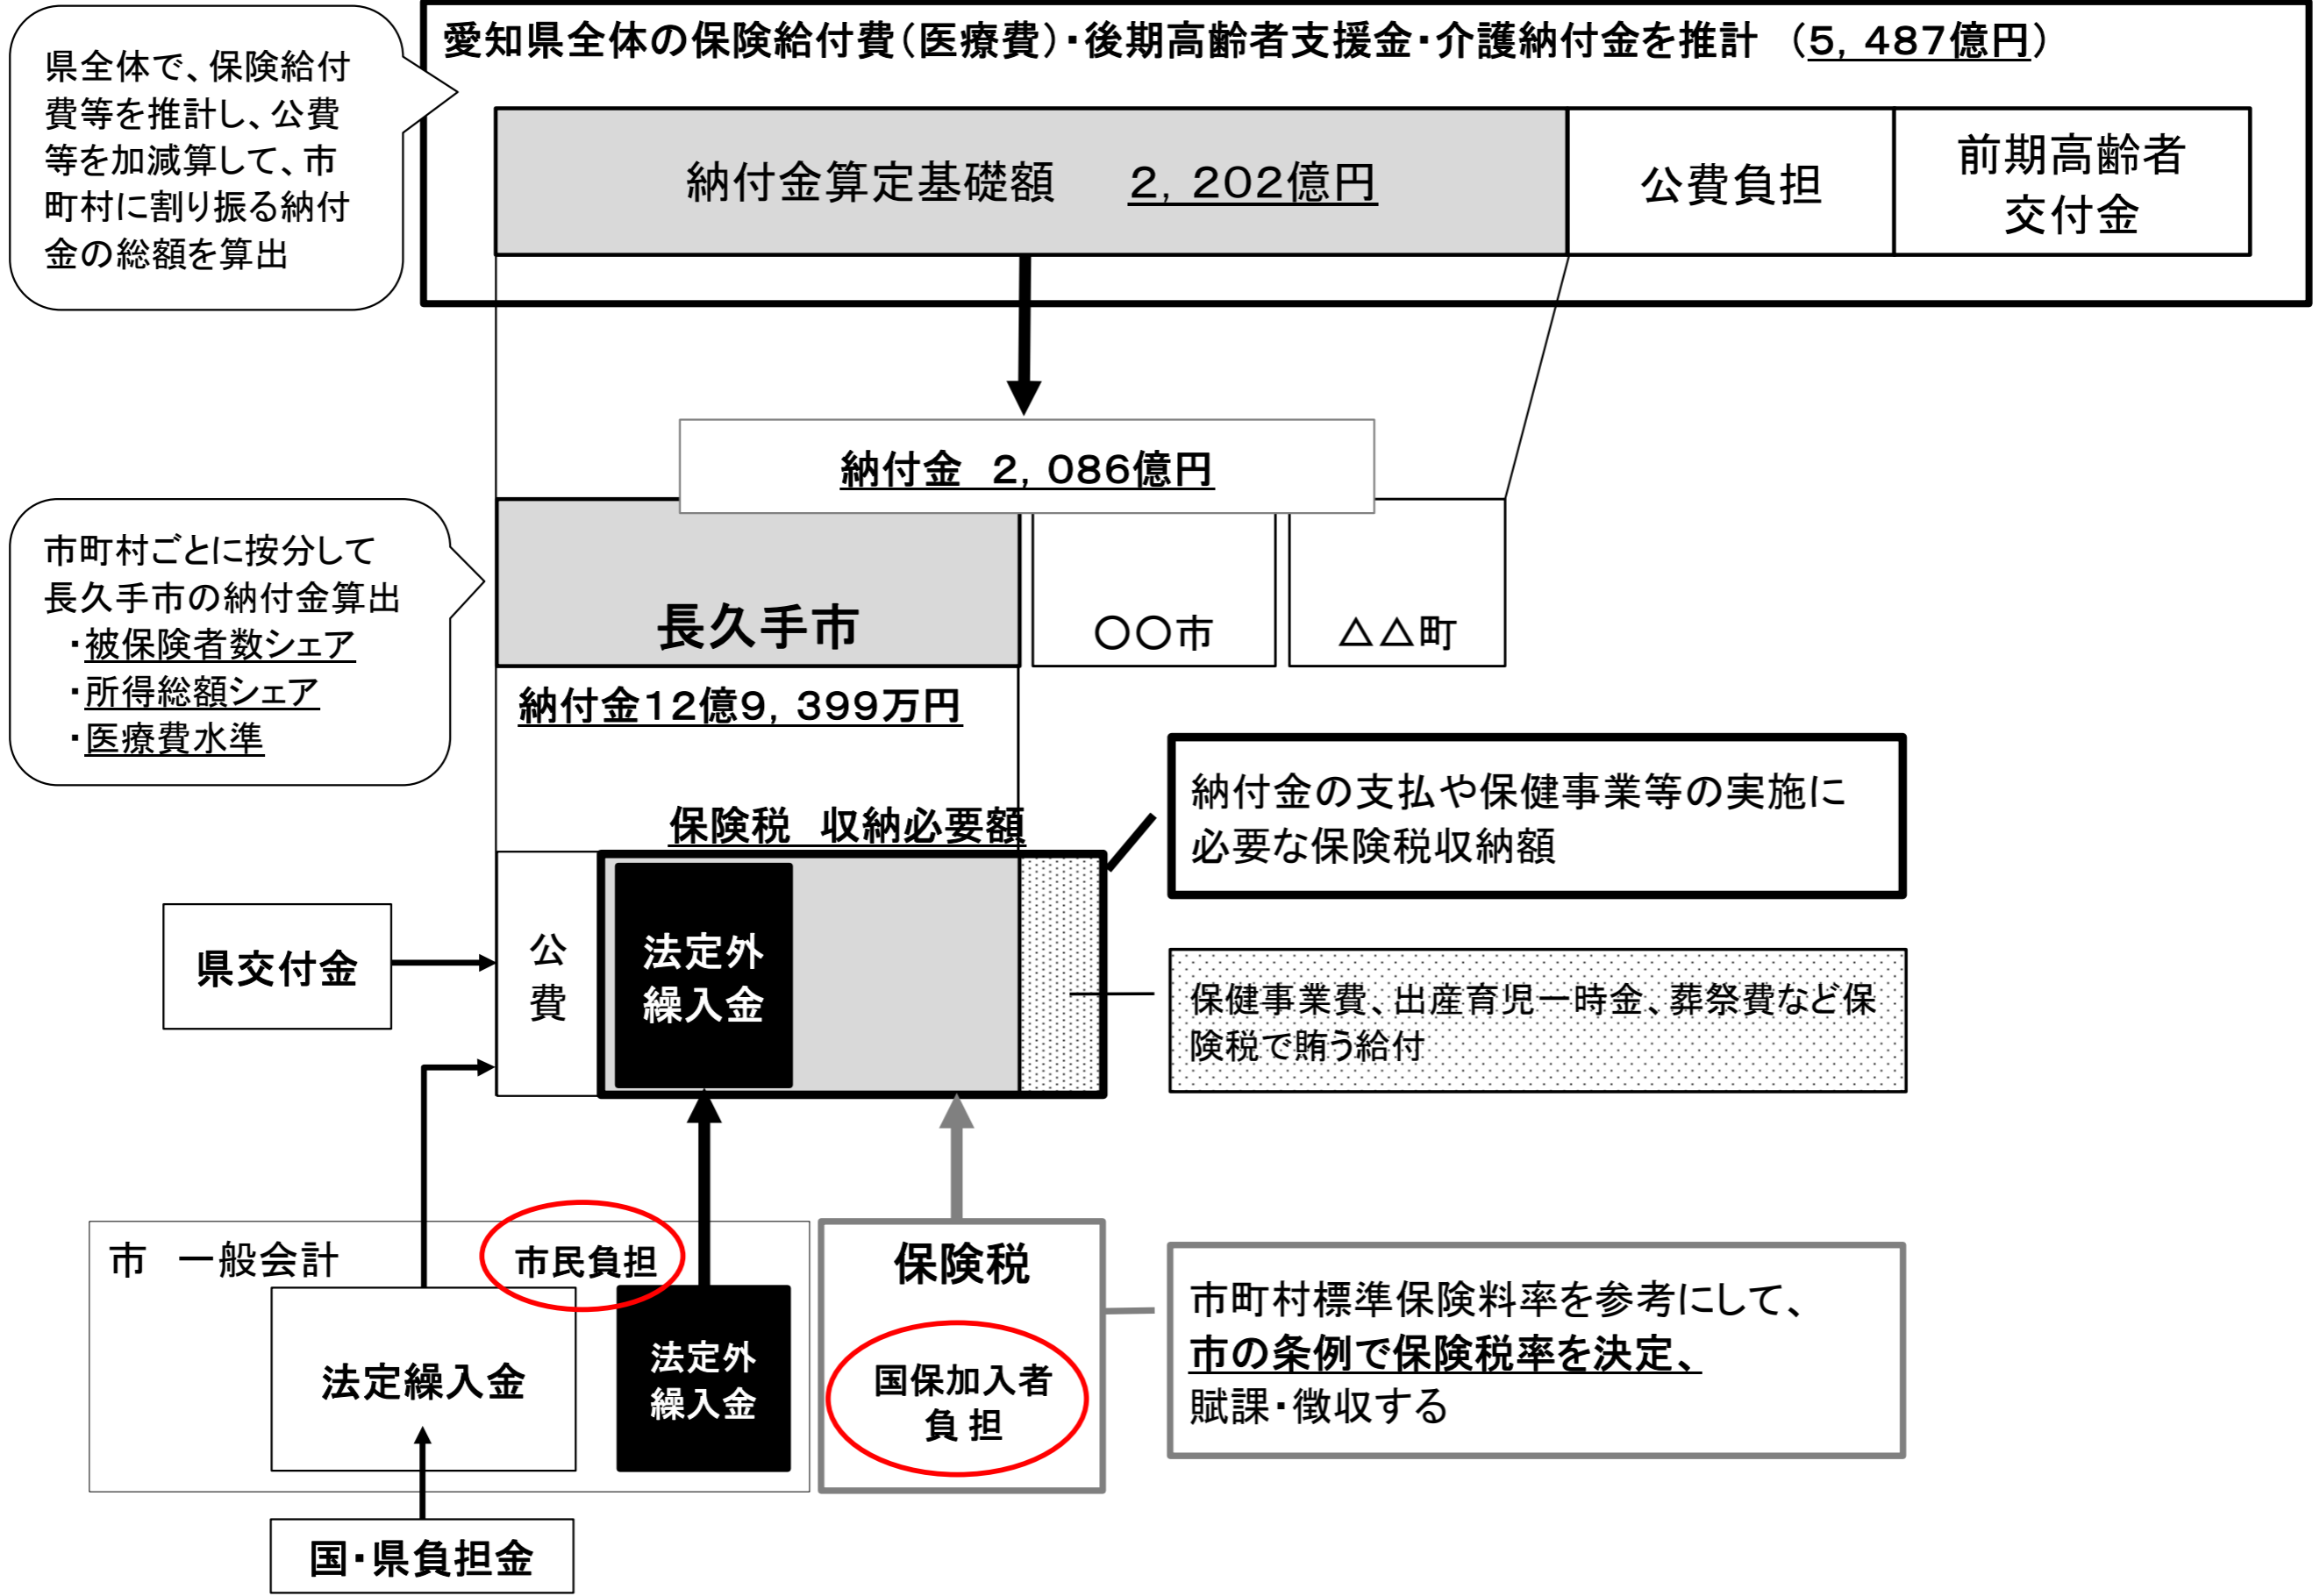 愛知県全体の保険給付費（医療費）・後期高齢者支援金・介護納付金を推計　（５，４８７億円）
県全体で、保険給付
費等を推計し、公費
等を加減算して、市
町村に割り振る納付
金の総額を算出
納付金算定基礎額　２，２０２億円
公費負担
前期高齢者
交付金
納付金　２，０８６億円
市町村ごとに按分して
長久手市の納付金算出
・被保険者数シェア
・所得総額シェア
・医療費水準
長久手市
○○市
△△町
納付金１２億９，３９９万円
保険税　収納必要額
納付金の支払や保健事業等の実施に
必要な保険税収納額
県交付金
公
費
法定外
繰入金
保健事業費、出産育児一時金、葬祭費など保
険税で賄う給付
市　一般会計
市民負担
法定繰入金
法定外
繰入金
保険税
国保加入者
負 担
市町村標準保険料率を参考にして、
市の条例で保険税率を決定、
賦課・徴収する
国・県負担金